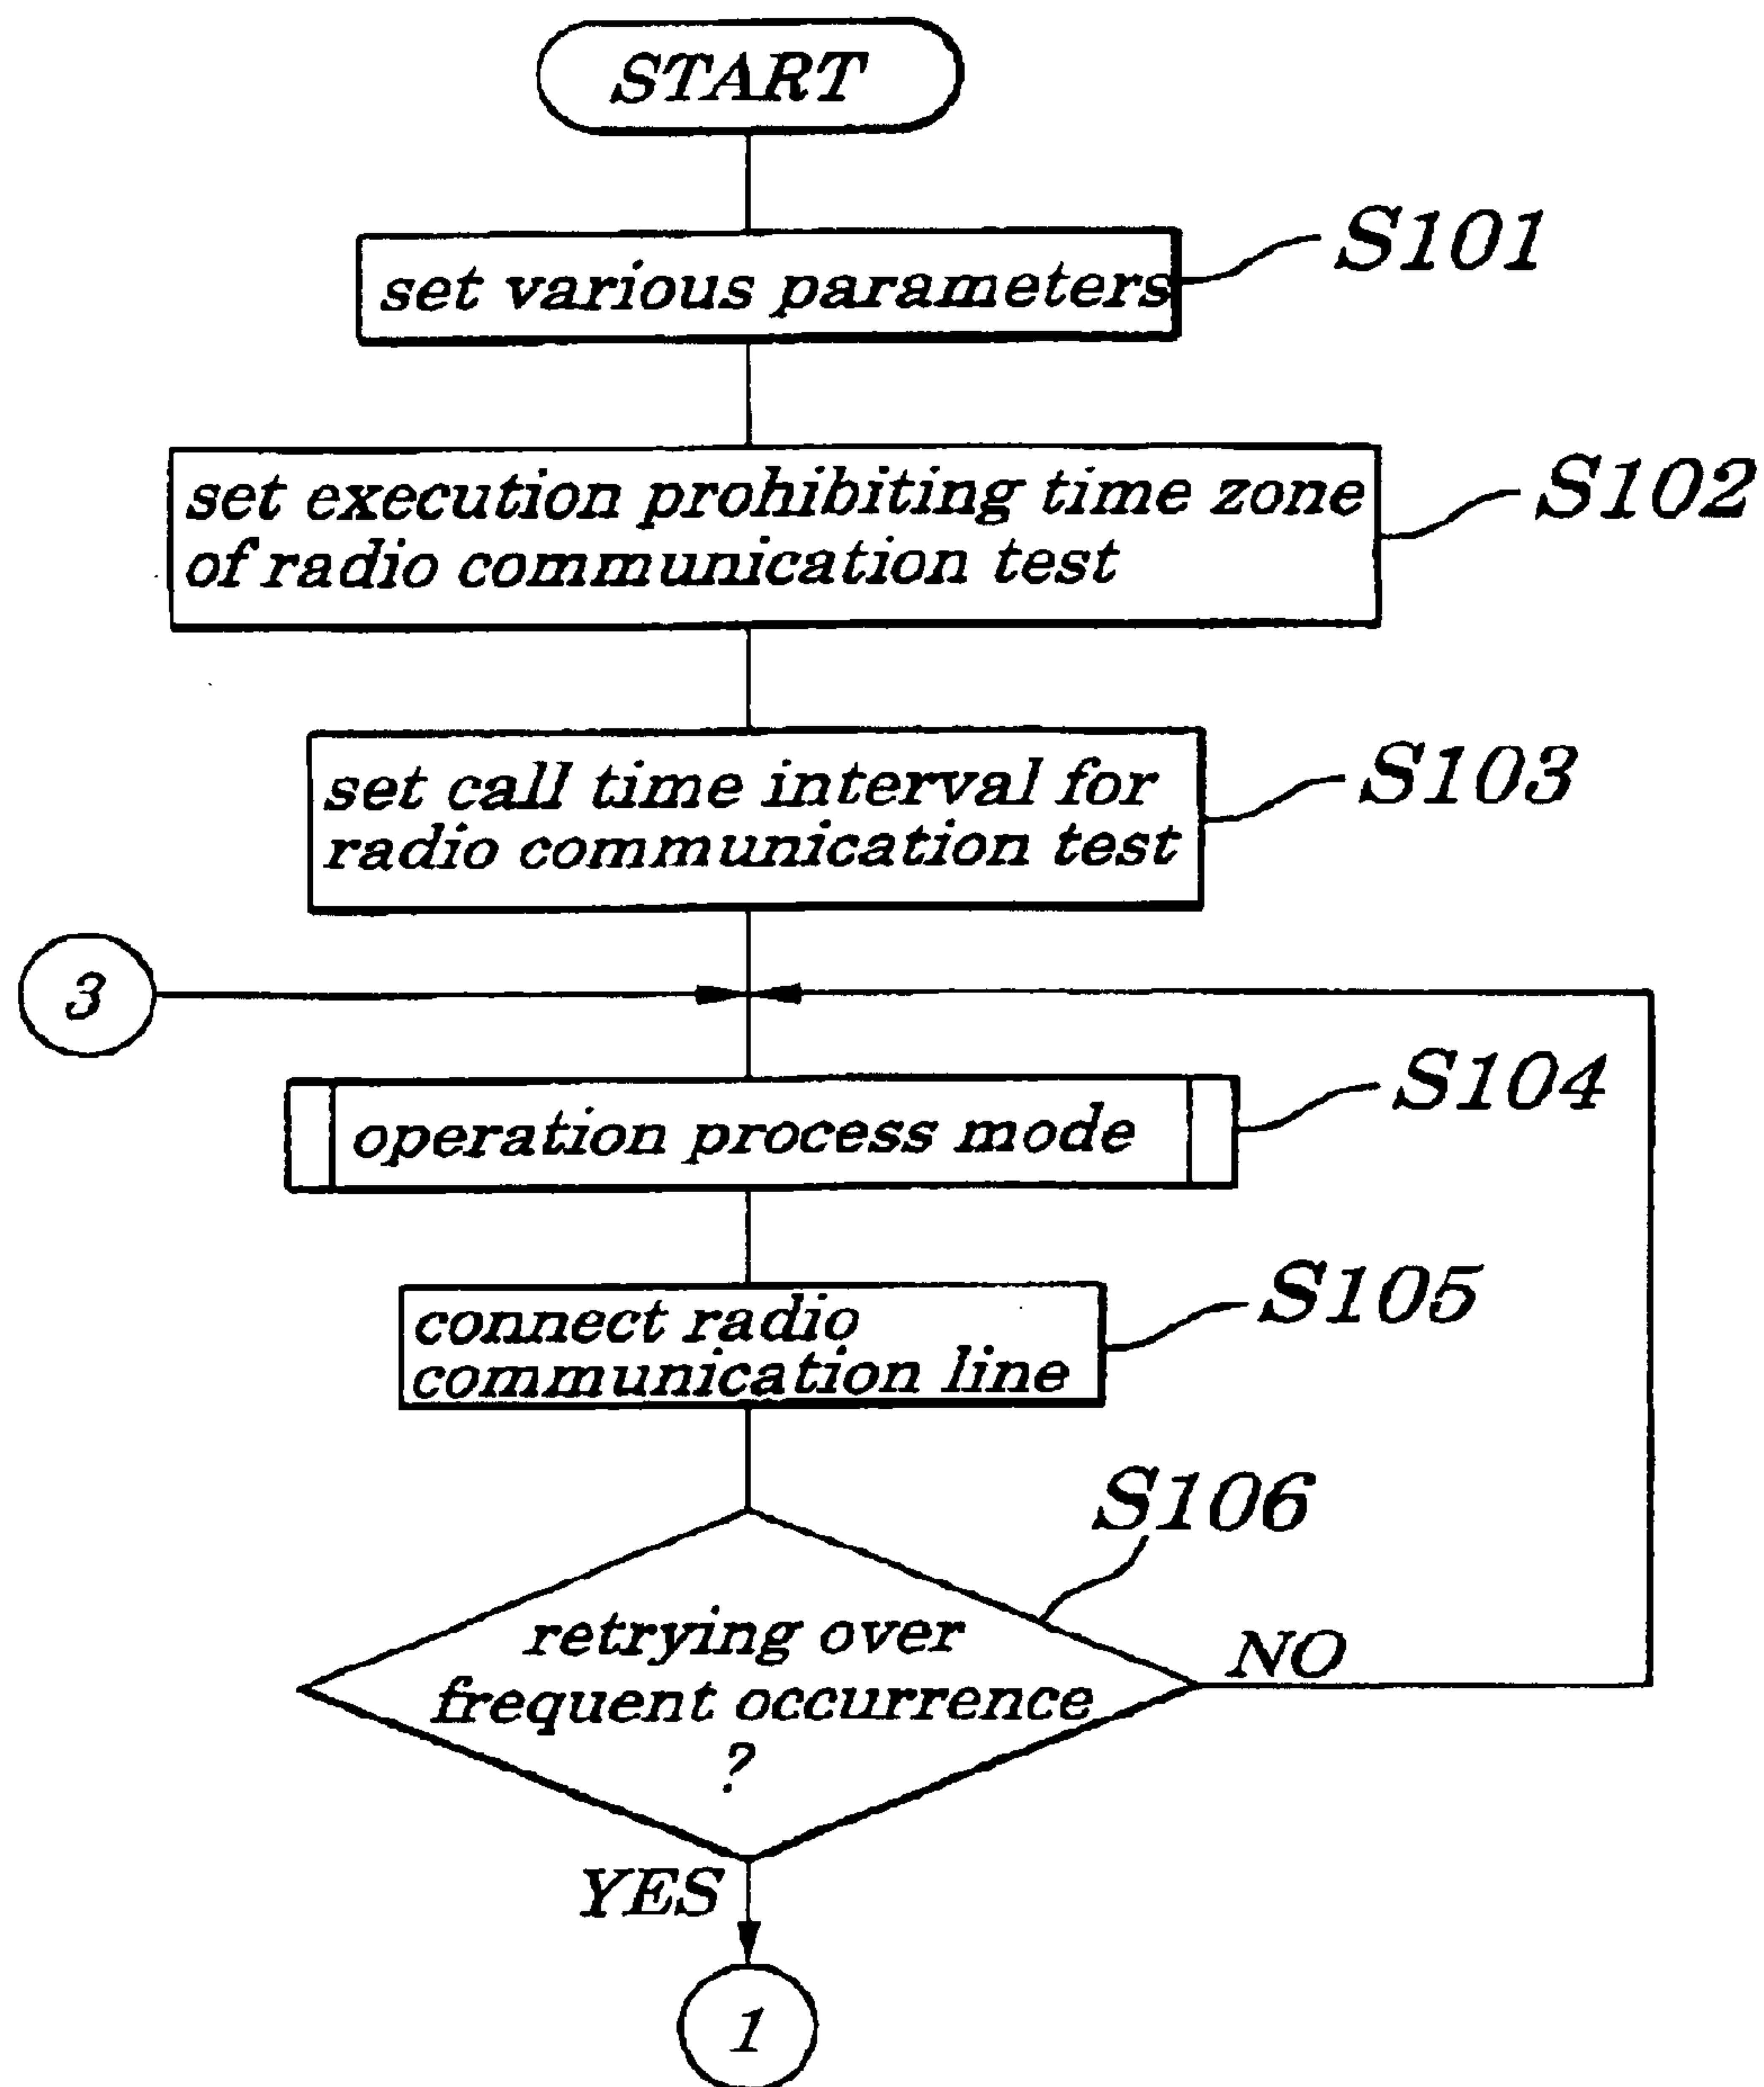 START
S101
set various parameters
S102
set execution prohibiting time zone
of radio communication test
S103
set call time interval for
radio communication test
3
S104
operation process mode
S105
connect radio
communication line
S106
retrying over
frequent occurrence
?
NO
YES
1